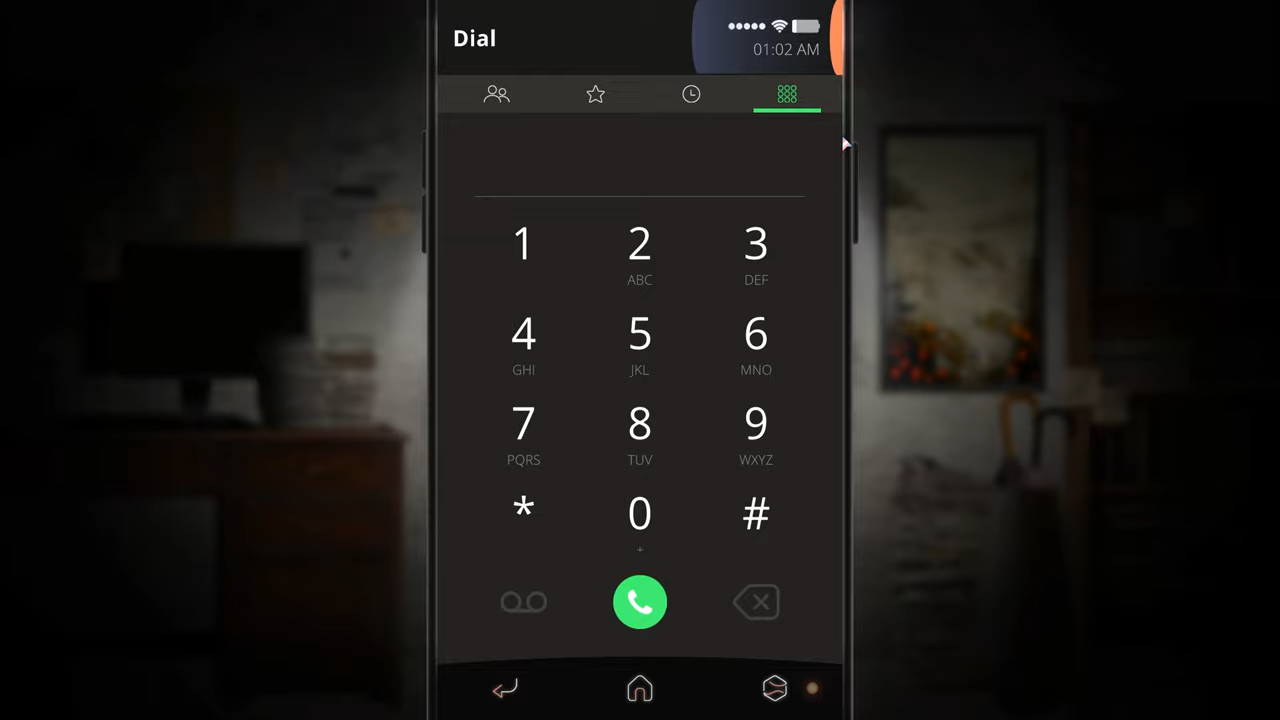 Dial
01:02 AM
1 2 3
ABC DEF
4 5 6
GHI JKL MNO
7 8 9
PQRS TUV WXYZ
* 0 #
+